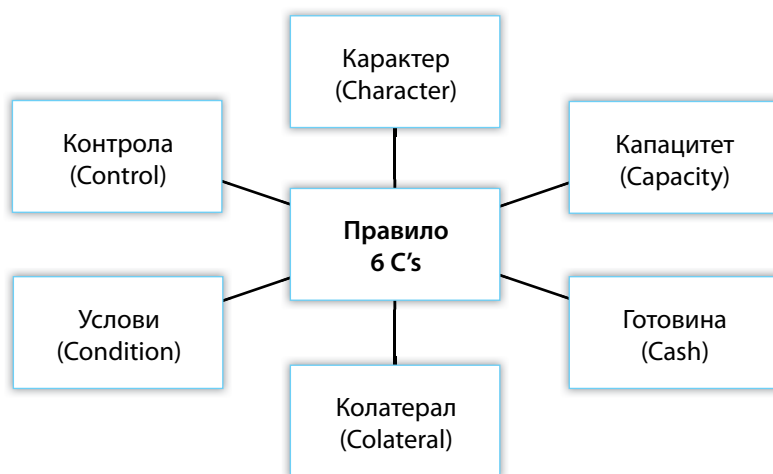 Карактер
(Character)
Контрола
(Control)
Капацитет
(Capacity)
Правило
6 C's
Услови
(Condition)
Готовина
(Cash)
Колатерал
(Colateral)